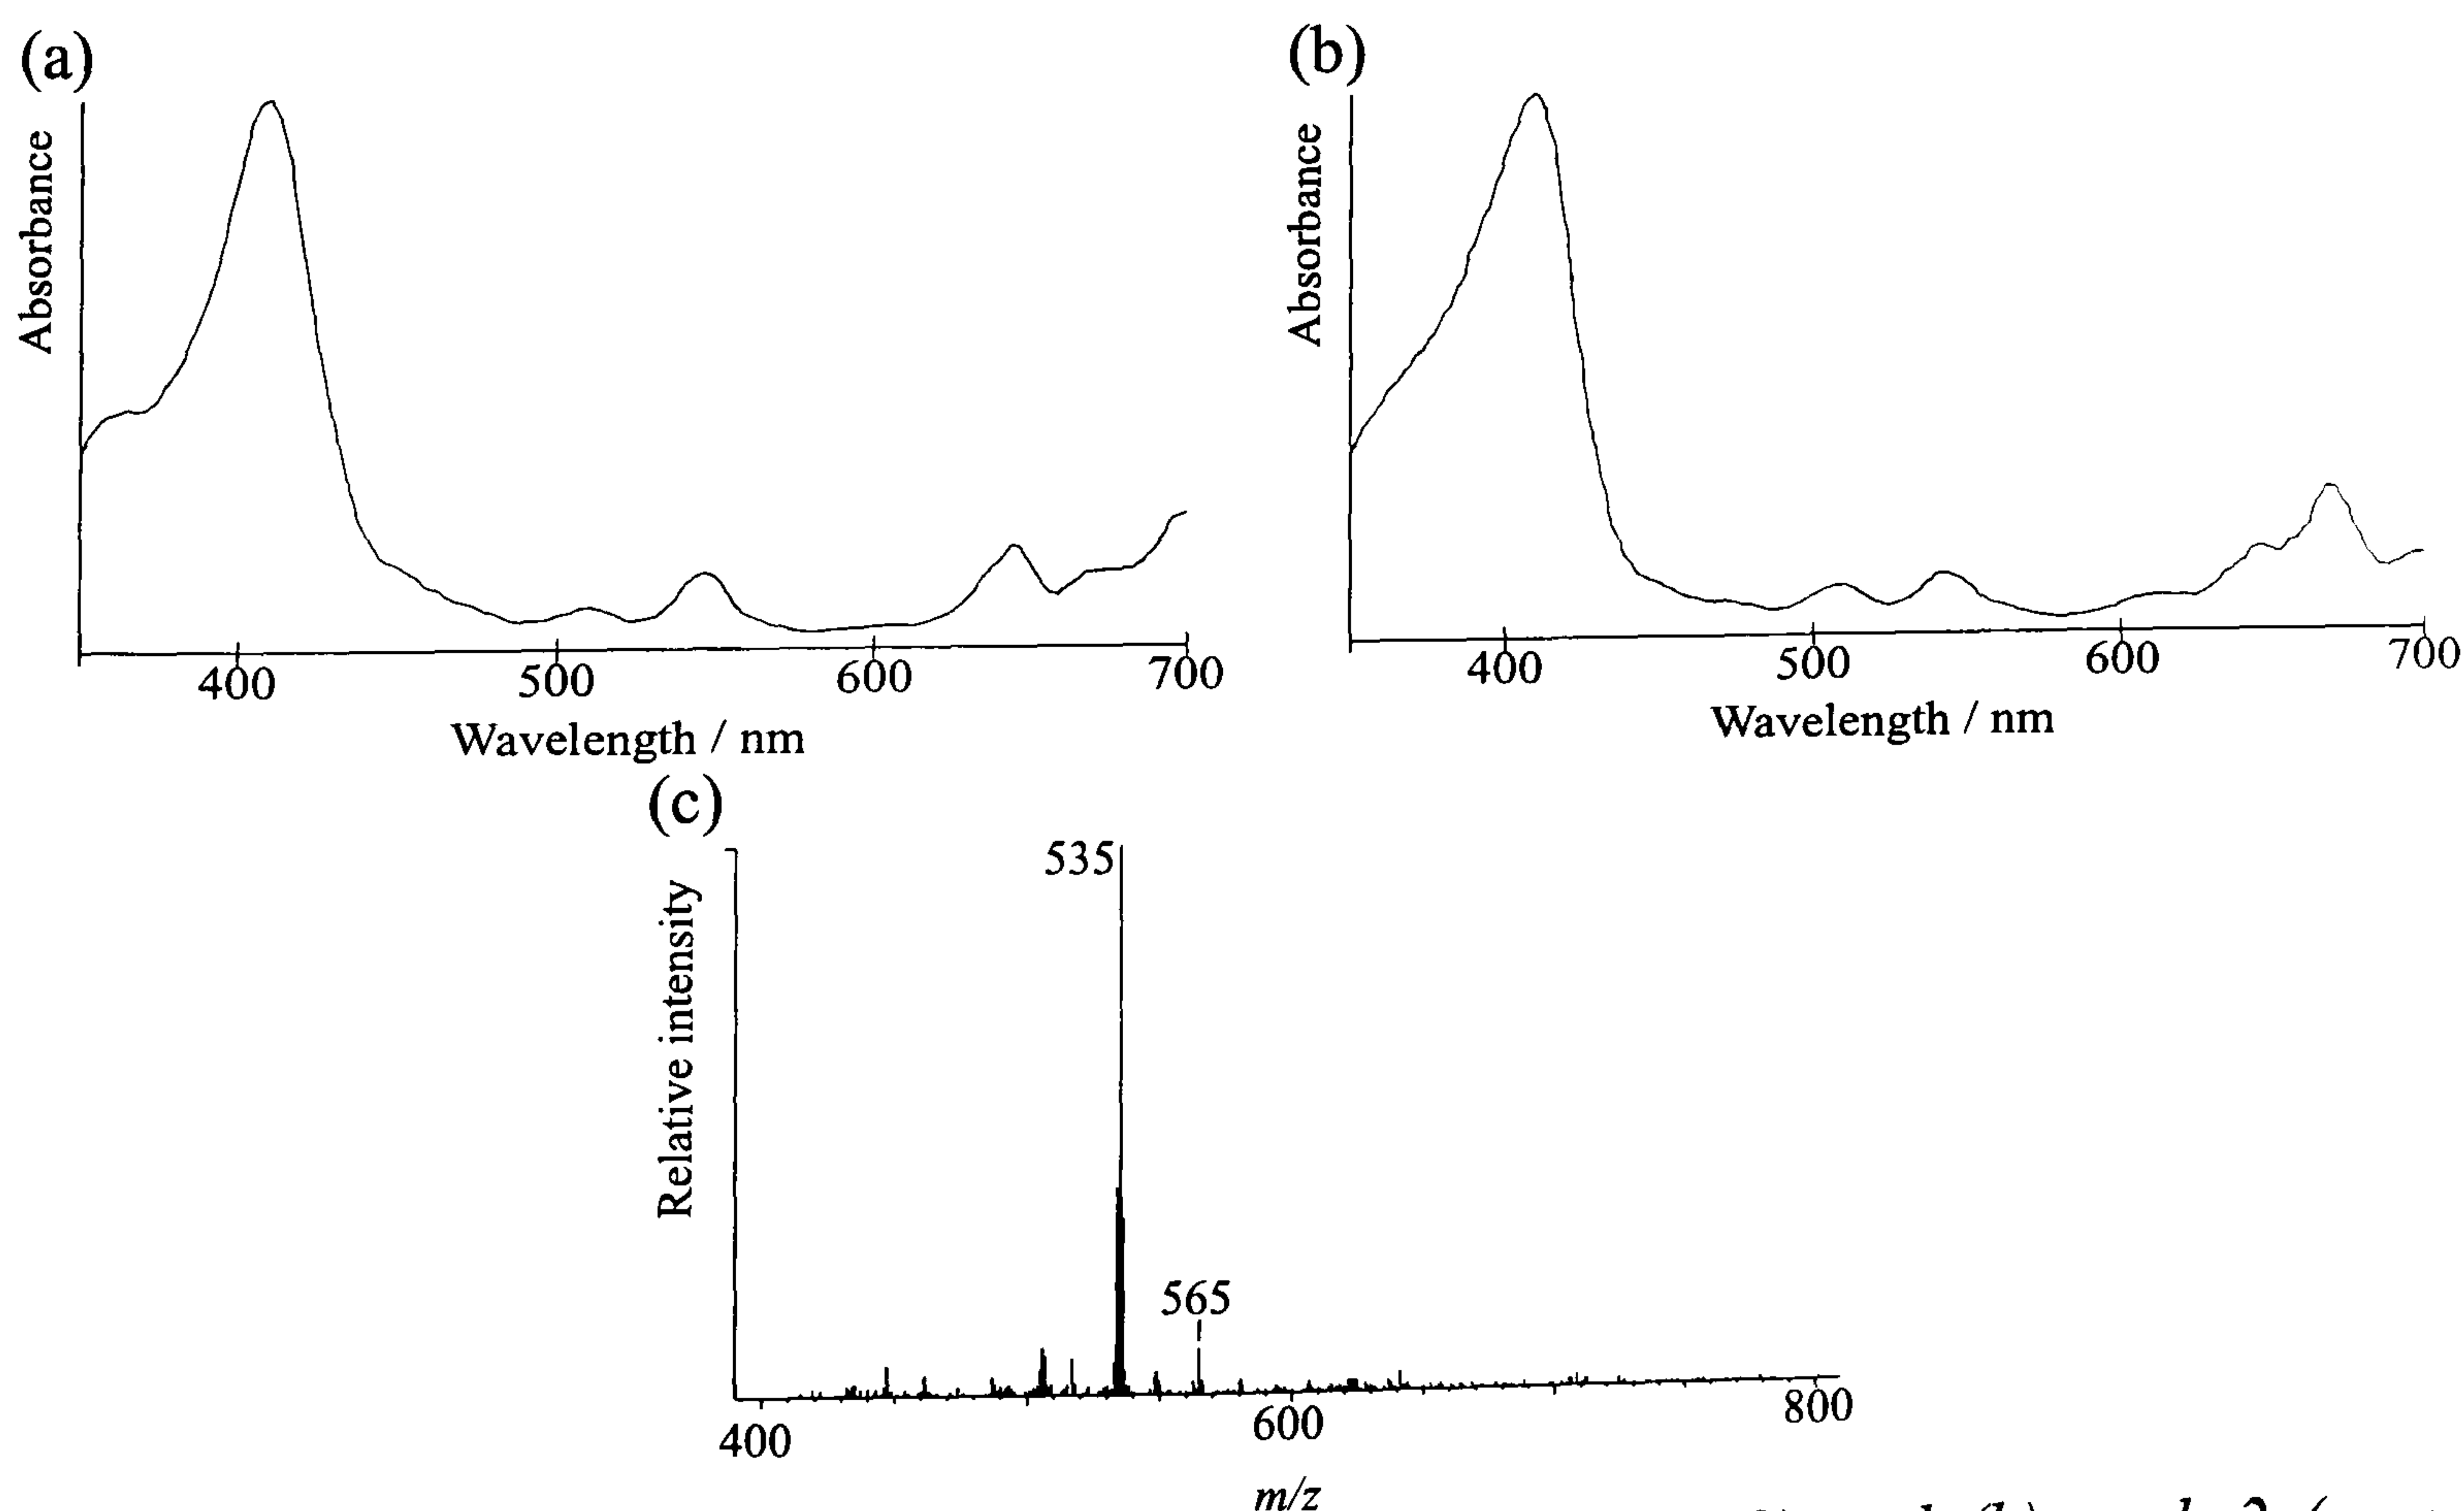 (a)
Absorbance
400 500 600 700
Wavelength / nm
(b)
Absorbance
400 500 600 700
Wavelength / nm
(c)
Relative intensity
535
565
400 600 800
m/z